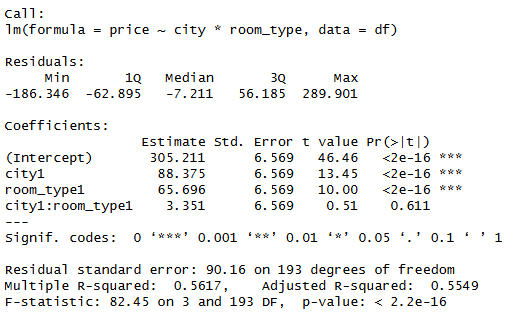 Call:
lm(formula = price ~ city * room_type, data = df)
Residuals:
Min 1Q Median 3Q Max
-186.346 -62.895 -7.211 56.185 289.901
Coefficients:
Estimate Std. Error t value Pr(>|t|)
(Intercept) 305.211 6.569 46.46 <2e-16 ***
city1 88.375 6.569 13.45 <2e-16 ***
room_type1 65.696 6.569 10.00 <2e-16 ***
city1:room_type1 3.351 6.569 0.51 0.611
---
Signif. codes: 0 ‘***’ 0.001 ‘**’ 0.01 ‘*’ 0.05 ‘.’ 0.1 ‘ ’ 1
Residual standard error: 90.16 on 193 degrees of freedom
Multiple R-squared: 0.5617, Adjusted R-squared: 0.5549
F-statistic: 82.45 on 3 and 193 DF, p-value: < 2.2e-16